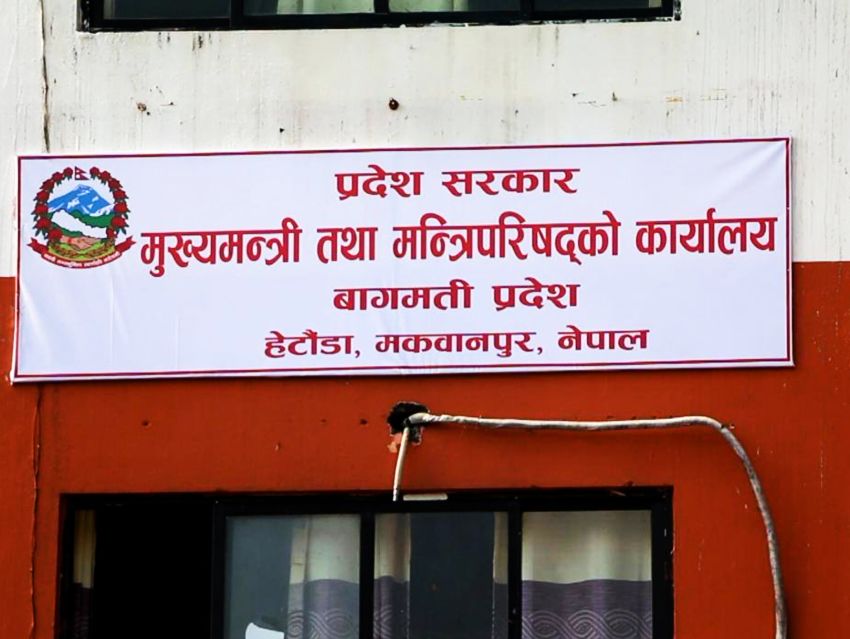 प्रदेश सरकार
मुख्यमन्त्री तथा मन्त्रिपरिषद्को कार्यालय
बागमती प्रदेश
हेटौंडा, मकवानपुर, नेपाल